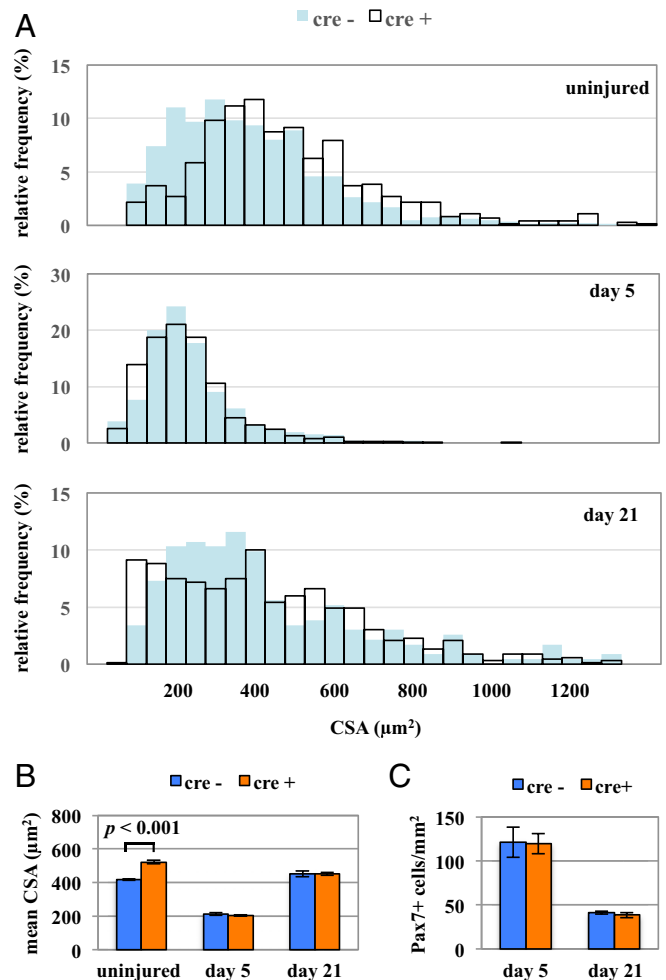 A
cre - cre +
relative frequency (%)
15
10
5
0
uninjured
relative frequency (%)
30
20
10
0
day 5
relative frequency (%)
15
10
5
0
day 21
200 400 600 800 1000 1200
CSA (µm²)
B
cre - cre +
mean CSA (µm²)
800
600
400
200
0
p < 0.001
uninjured day 5 day 21
C
cre - cre+
Pax7+ cells/mm²
150
100
50
0
day 5 day 21